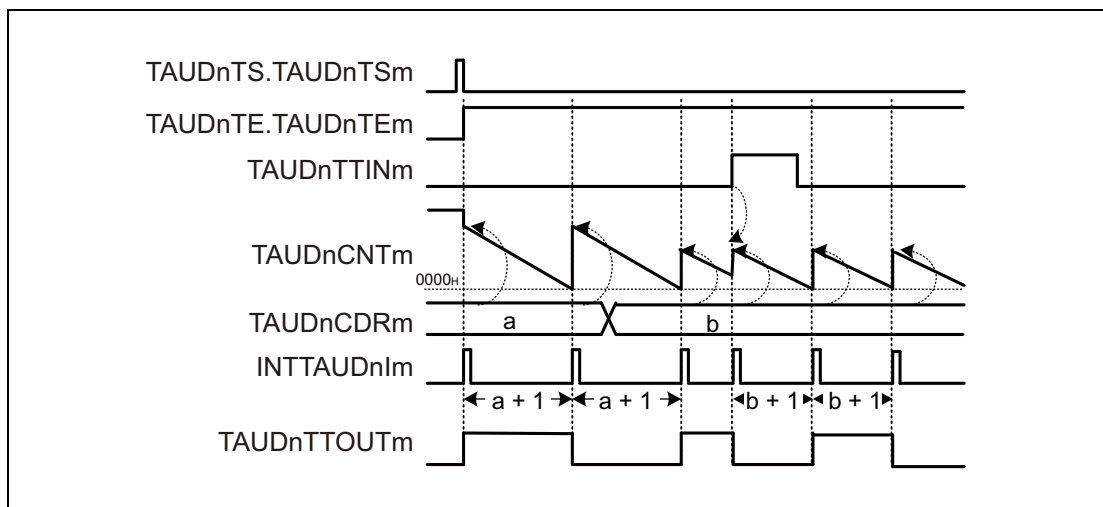 TAUDnTS.TAUDnTSm
TAUDnTE.TAUDnTEm
TAUDnTTINm
TAUDnCNTm
0000H
TAUDnCDRm
a
b
INTTAUDnIm
a + 1
a + 1
b + 1
b + 1
TAUDnTTOUTm